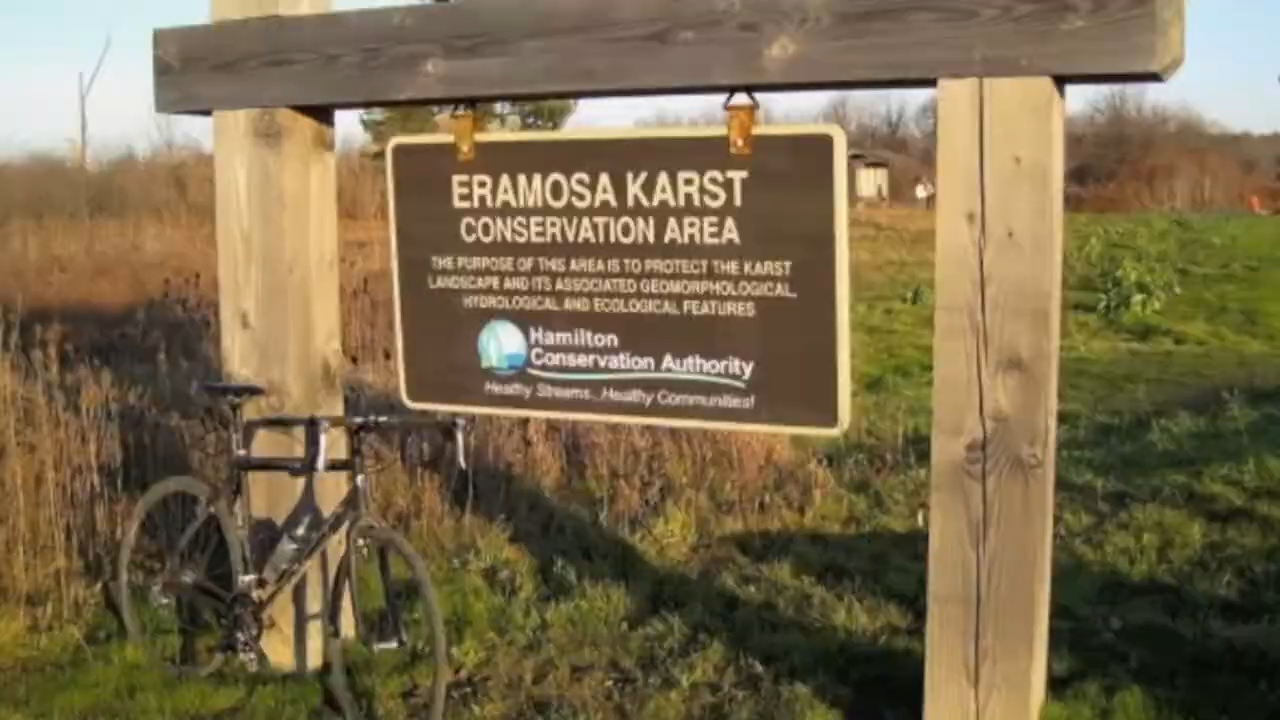 ERAMOSA KARST
CONSERVATION AREA
THE PURPOSE OF THIS AREA IS TO PROTECT THE KARST
LANDSCAPE AND ITS ASSOCIATED GEOMORPHOLOGICAL,
HYDROLOGICAL AND ECOLOGICAL FEATURES
Hamilton
Conservation Authority
Healthy Streams...Healthy Communities!